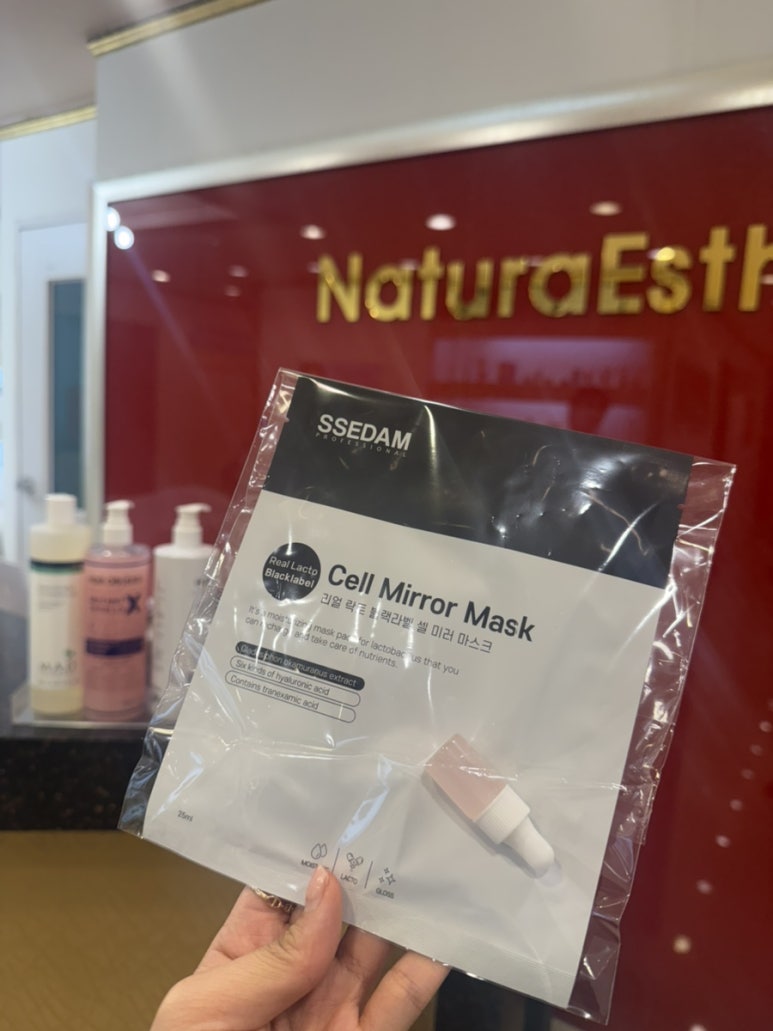 NaturaEsth
SSEDAM
PROFESSIONAL
Real Lacto
Blacklabel
Cell Mirror Mask
리얼 락토 블랙라벨 셀 미러 마스크
It's a moisturizing mask pack for lactobacillus that you
can recharge and take care of nutrients.
okamuranus extract
Six kinds of hyaluronic acid
Contains tranexamic acid
25ml
LACTO
GLOSS